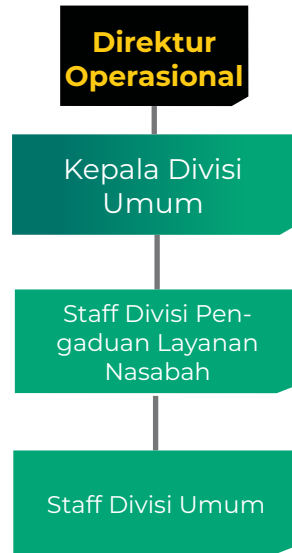 Direktur
Operasional
Kepala Divisi
Umum
Staff Divisi Pen-
gaduan Layanan
Nasabah
Staff Divisi Umum